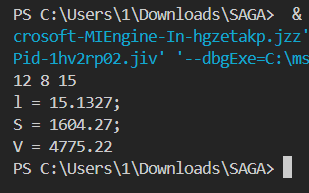 PS C:\Users\1\Downloads\SAGA>  &
crosoft-MIEngine-In-hgzetakp.jzz'
Pid-1hv2rp02.jiv' '--dbgExe=C:\ms
12 8 15
l = 15.1327;
S = 1604.27;
V = 4775.22
PS C:\Users\1\Downloads\SAGA>